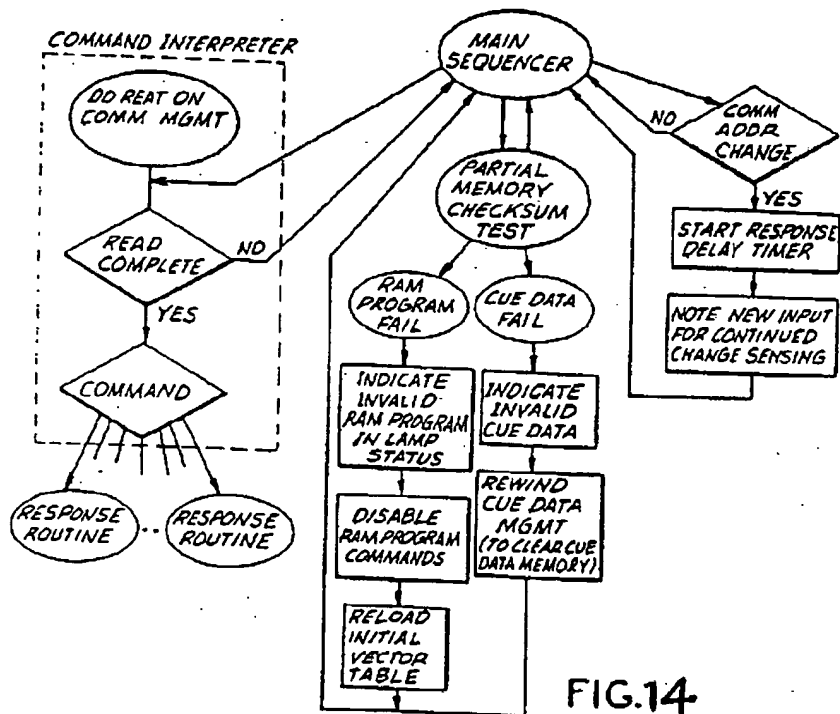 COMMAND INTERPRETER
DO REAT ON
COMM MGMT
READ
COMPLETE
NO
YES
COMMAND
RESPONSE
ROUTINE
..
RESPONSE
ROUTINE
MAIN
SEQUENCER
PARTIAL
MEMORY
CHECKSUM
TEST
RAM
PROGRAM
FAIL
INDICATE
INVALID
RAM PROGRAM
IN LAMP
STATUS
DISABLE
RAM PROGRAM
COMMANDS
RELOAD
INITIAL
VECTOR
TABLE
CUE DATA
FAIL
INDICATE
INVALID
CUE DATA
REWIND
CUE DATA
MGMT
(TO CLEAR CUE
DATA MEMORY)
NO
COMM
ADDR
CHANGE
YES
START RESPONSE
DELAY TIMER
NOTE NEW INPUT
FOR CONTINUED
CHANGE SENSING
FIG.14